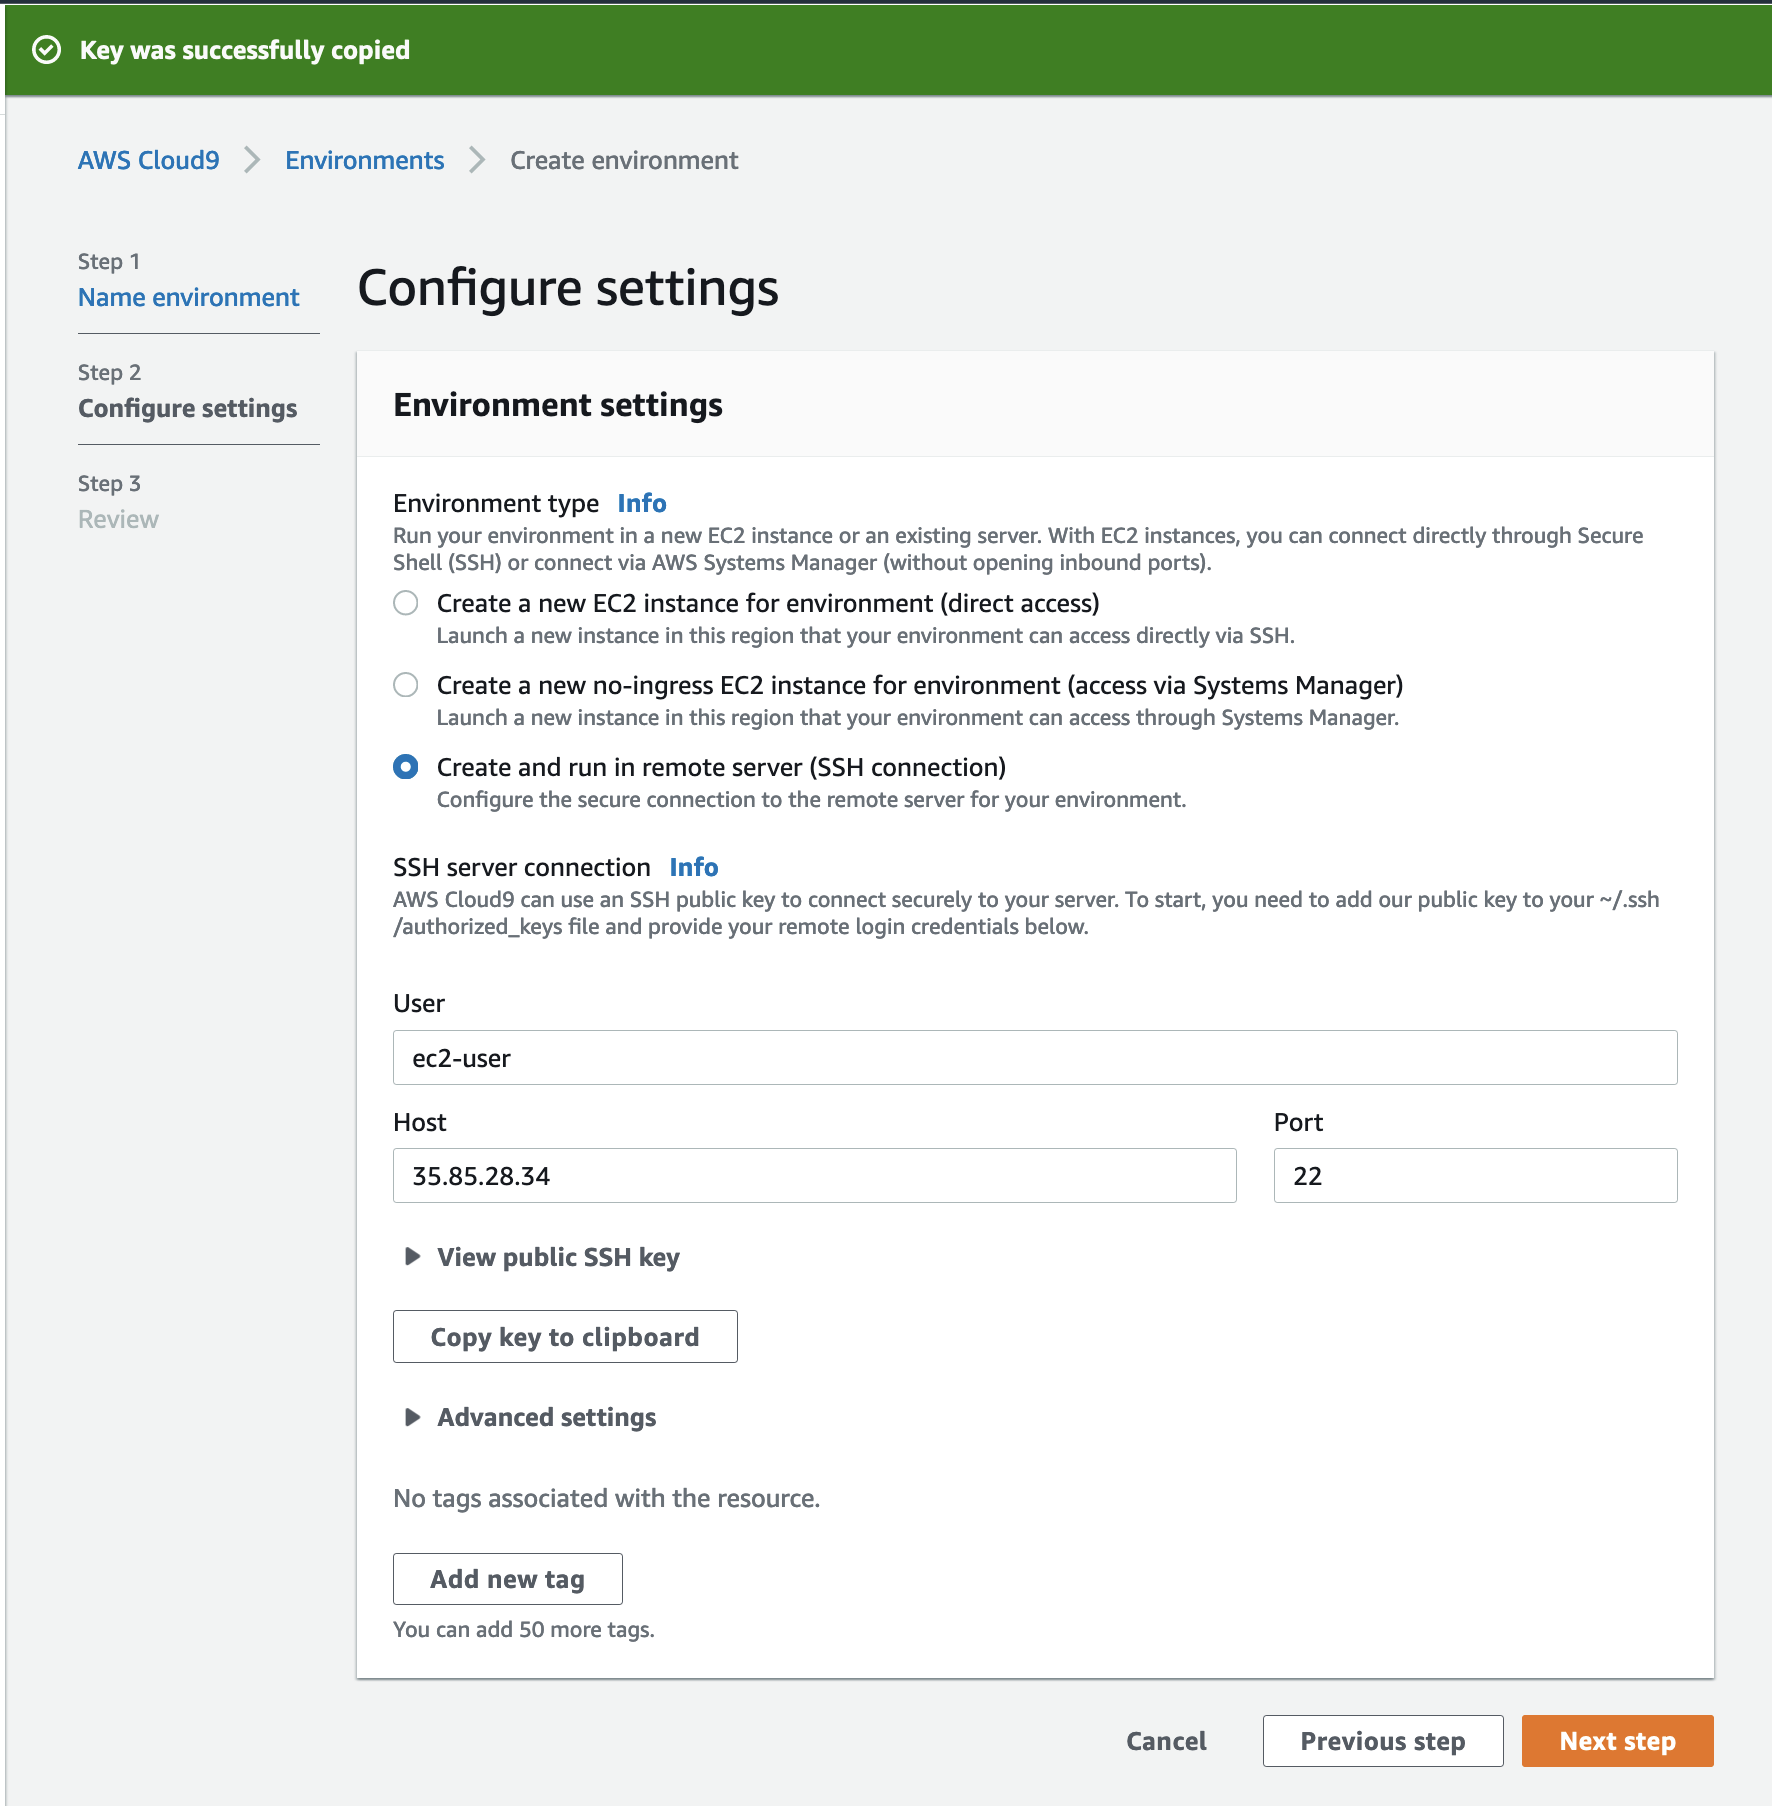 Key was successfully copied
AWS Cloud9
Environments
Create environment
Step 1
Name environment
Step 2
Configure settings
Step 3
Review
Configure settings
Environment settings
Environment type Info
Run your environment in a new EC2 instance or an existing server. With EC2 instances, you can connect directly through Secure
Shell (SSH) or connect via AWS Systems Manager (without opening inbound ports).
Create a new EC2 instance for environment (direct access)
Launch a new instance in this region that your environment can access directly via SSH.
Create a new no-ingress EC2 instance for environment (access via Systems Manager)
Launch a new instance in this region that your environment can access through Systems Manager.
Create and run in remote server (SSH connection)
Configure the secure connection to the remote server for your environment.
SSH server connection Info
AWS Cloud9 can use an SSH public key to connect securely to your server. To start, you need to add our public key to your ~/.ssh
/authorized_keys file and provide your remote login credentials below.
User
ec2-user
Host
Port
35.85.28.34
22
View public SSH key
Copy key to clipboard
Advanced settings
No tags associated with the resource.
Add new tag
You can add 50 more tags.
Cancel
Previous step
Next step